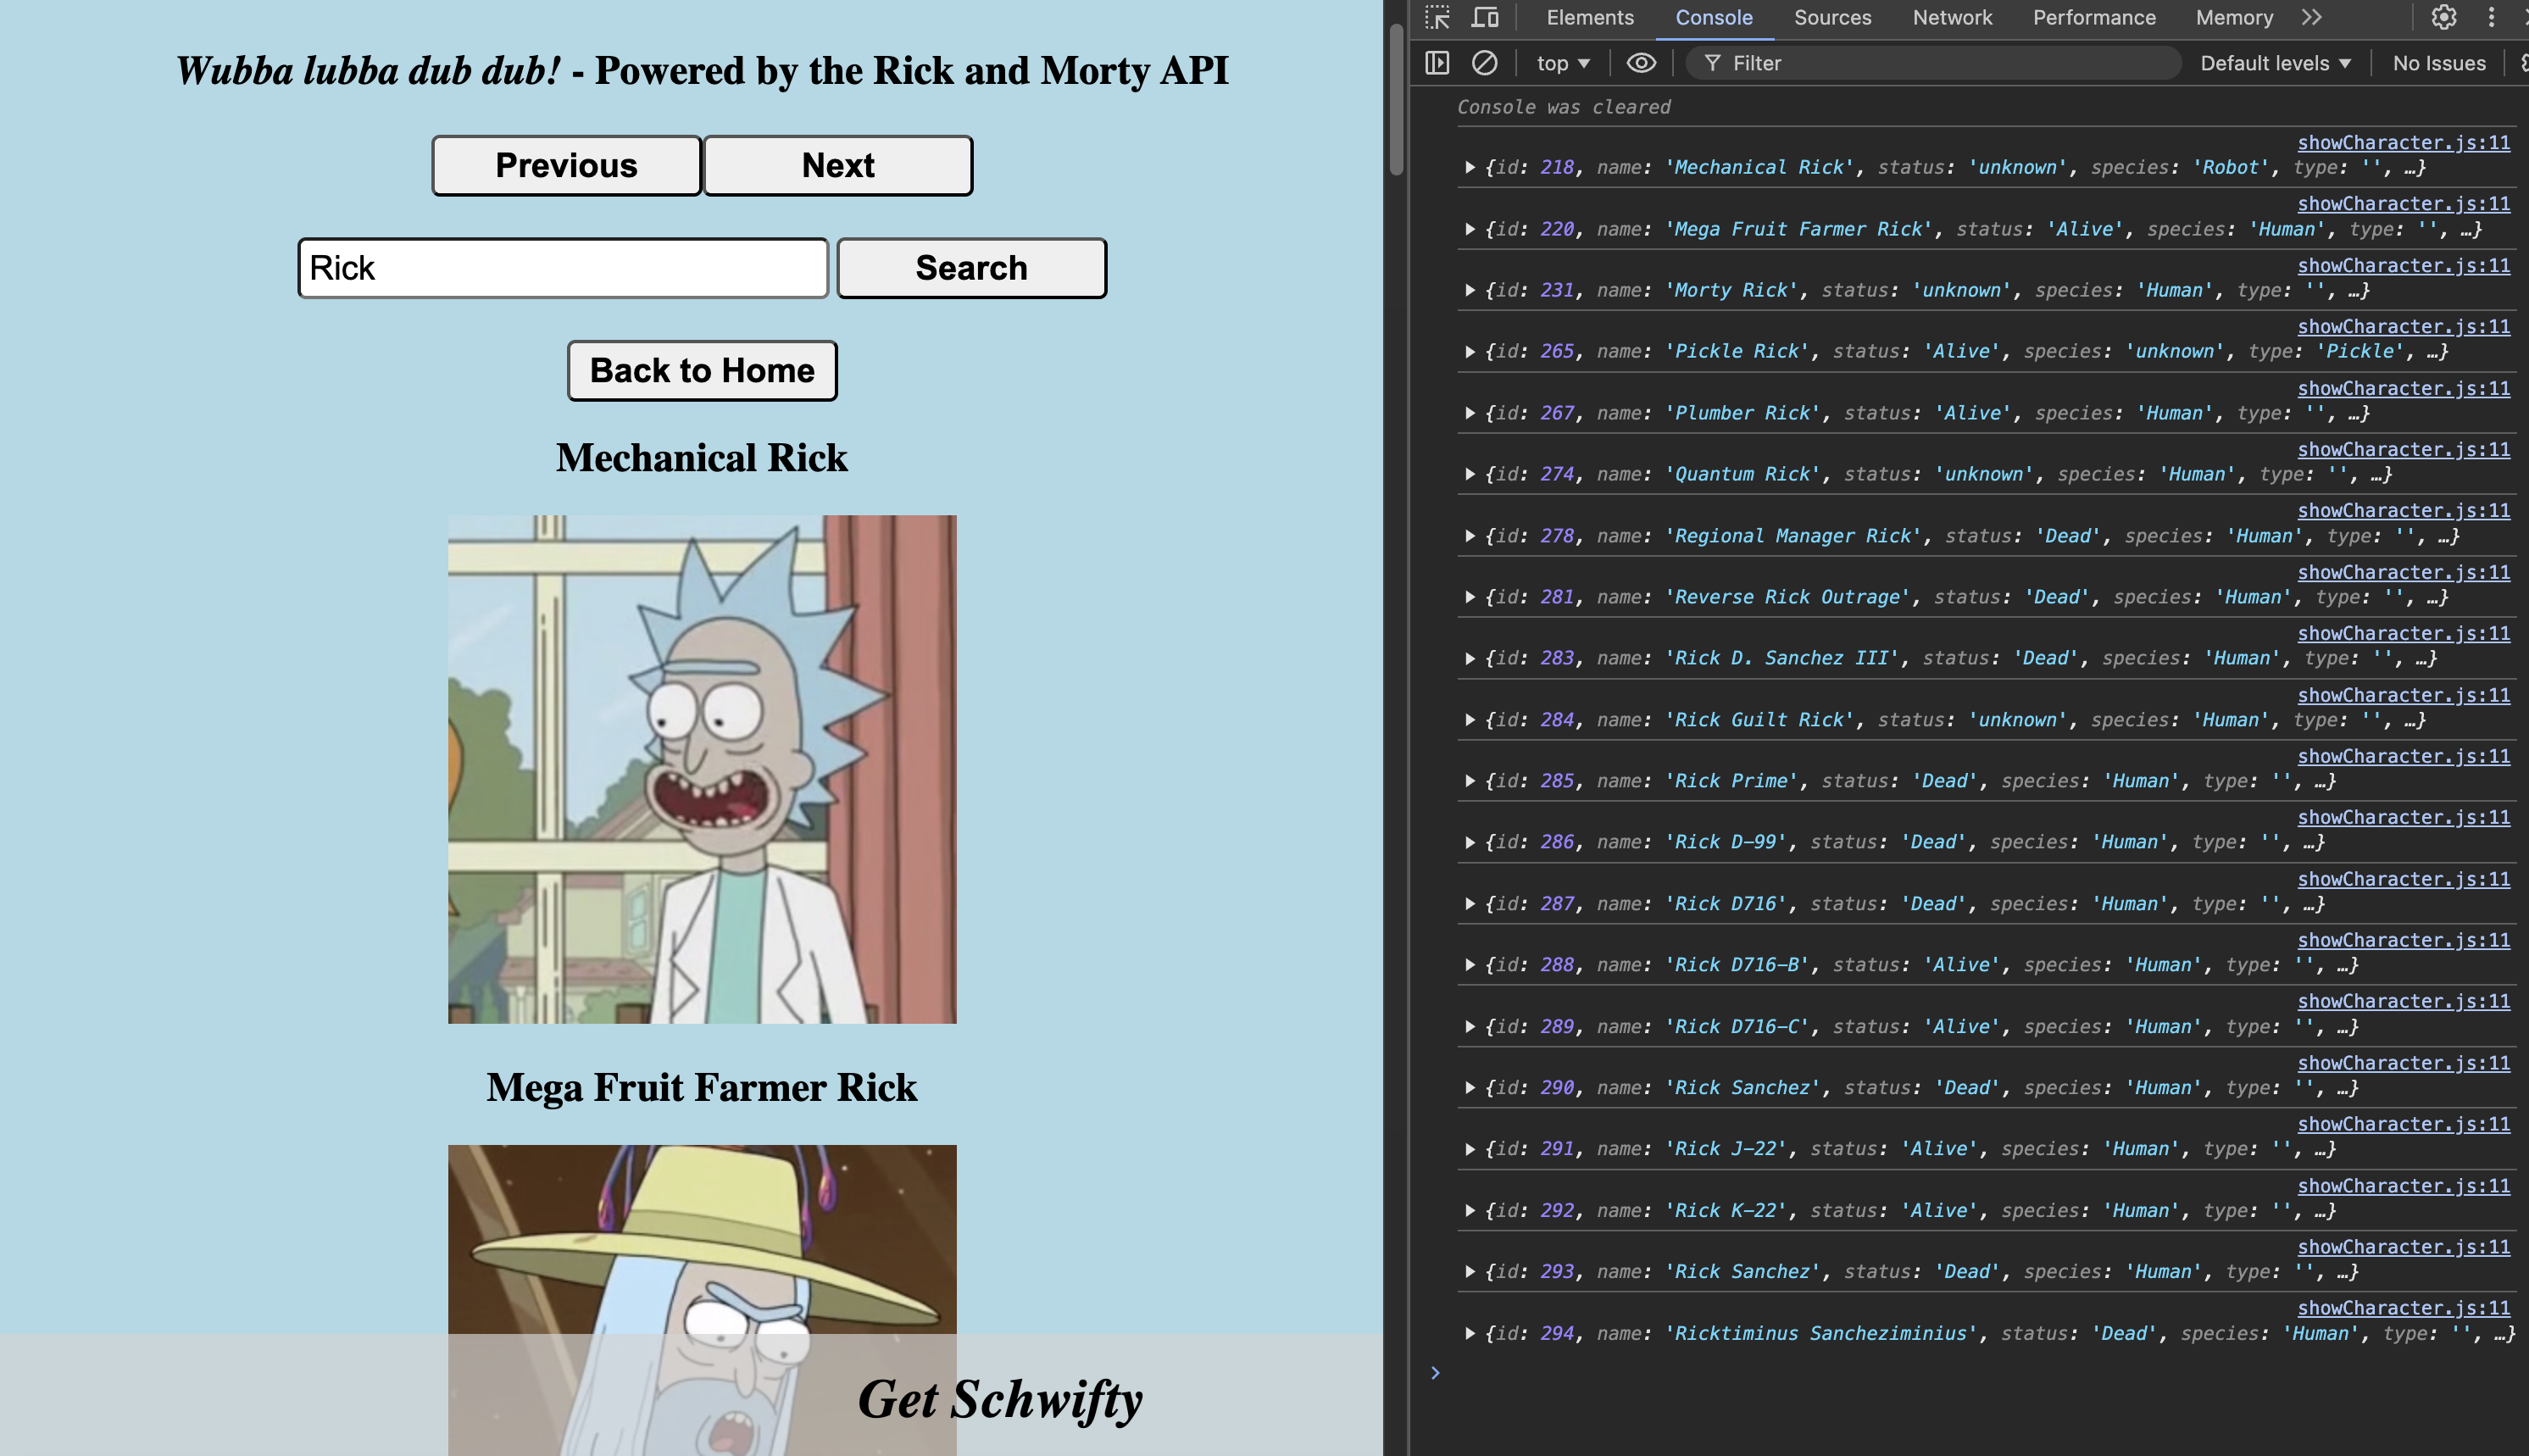 Wubba lubba dub dub! - Powered by the Rick and Morty API
Previous
Next
Rick
Search
Back to Home
Mechanical Rick
Mega Fruit Farmer Rick
Get Schwifty
Elements Console Sources Network Performance Memory
top Filter Default levels No Issues
Console was cleared
showCharacter.js:11
{id: 218, name: 'Mechanical Rick', status: 'unknown', species: 'Robot', type: '', …}
showCharacter.js:11
{id: 220, name: 'Mega Fruit Farmer Rick', status: 'Alive', species: 'Human', type: '', …}
showCharacter.js:11
{id: 231, name: 'Morty Rick', status: 'unknown', species: 'Human', type: '', …}
showCharacter.js:11
{id: 265, name: 'Pickle Rick', status: 'Alive', species: 'unknown', type: 'Pickle', …}
showCharacter.js:11
{id: 267, name: 'Plumber Rick', status: 'Alive', species: 'Human', type: '', …}
showCharacter.js:11
{id: 274, name: 'Quantum Rick', status: 'unknown', species: 'Human', type: '', …}
showCharacter.js:11
{id: 278, name: 'Regional Manager Rick', status: 'Dead', species: 'Human', type: '', …}
showCharacter.js:11
{id: 281, name: 'Reverse Rick Outrage', status: 'Dead', species: 'Human', type: '', …}
showCharacter.js:11
{id: 283, name: 'Rick D. Sanchez III', status: 'Dead', species: 'Human', type: '', …}
showCharacter.js:11
{id: 284, name: 'Rick Guilt Rick', status: 'unknown', species: 'Human', type: '', …}
showCharacter.js:11
{id: 285, name: 'Rick Prime', status: 'Dead', species: 'Human', type: '', …}
showCharacter.js:11
{id: 286, name: 'Rick D-99', status: 'Dead', species: 'Human', type: '', …}
showCharacter.js:11
{id: 287, name: 'Rick D716', status: 'Dead', species: 'Human', type: '', …}
showCharacter.js:11
{id: 288, name: 'Rick D716-B', status: 'Alive', species: 'Human', type: '', …}
showCharacter.js:11
{id: 289, name: 'Rick D716-C', status: 'Alive', species: 'Human', type: '', …}
showCharacter.js:11
{id: 290, name: 'Rick Sanchez', status: 'Dead', species: 'Human', type: '', …}
showCharacter.js:11
{id: 291, name: 'Rick J-22', status: 'Alive', species: 'Human', type: '', …}
showCharacter.js:11
{id: 292, name: 'Rick K-22', status: 'Alive', species: 'Human', type: '', …}
showCharacter.js:11
{id: 293, name: 'Rick Sanchez', status: 'Dead', species: 'Human', type: '', …}
showCharacter.js:11
{id: 294, name: 'Ricktiminus Sancheziminius', status: 'Dead', species: 'Human', type: '', …}